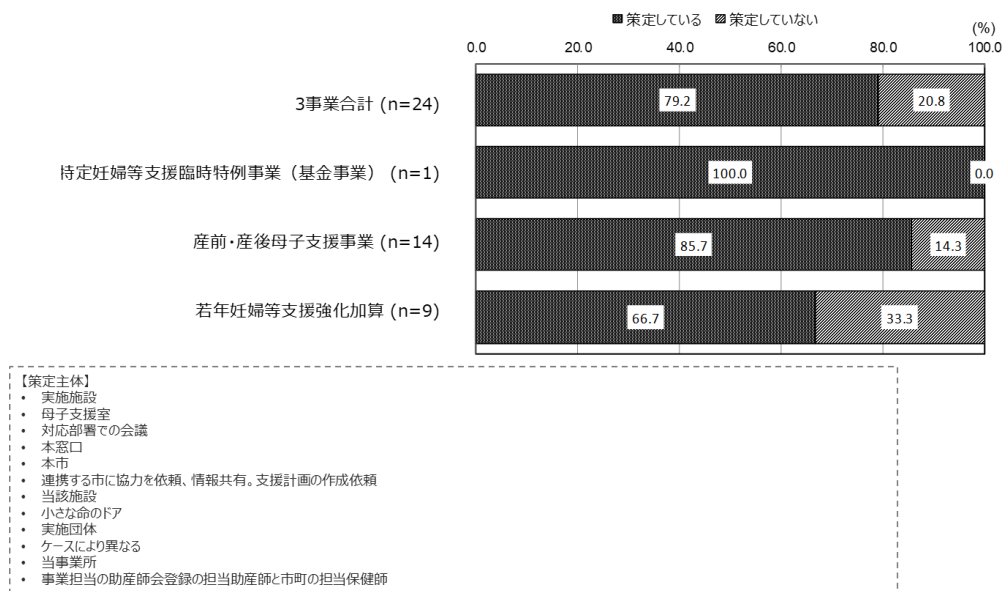 ■策定している ▨策定していない
(%)
0.0 20.0 40.0 60.0 80.0 100.0
3事業合計 (n=24) 79.2 20.8
特定妊婦等支援臨時特例事業（基金事業） (n=1) 100.0 0.0
産前・産後母子支援事業 (n=14) 85.7 14.3
若年妊婦等支援強化加算 (n=9) 66.7 33.3
【策定主体】
• 実施施設
• 母子支援室
• 対応部署での会議
• 本窓口
• 本市
• 連携する市に協力を依頼、情報共有。支援計画の作成依頼
• 当該施設
• 小さな命のドア
• 実施団体
• ケースにより異なる
• 当事業所
• 事業担当の助産師会登録の担当助産師と市町の担当保健師